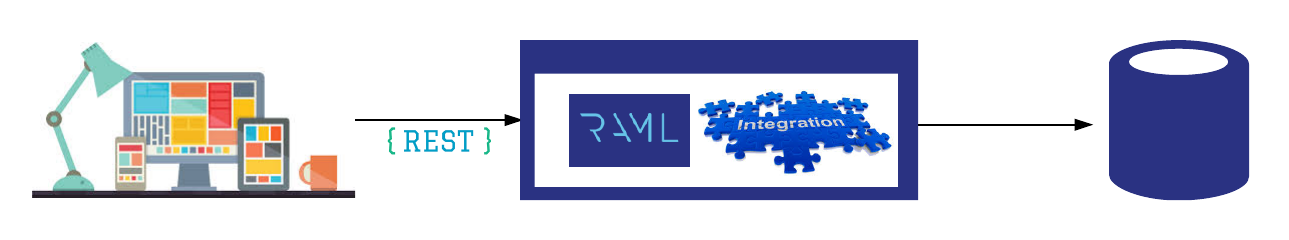 { REST }
RAML
Integration